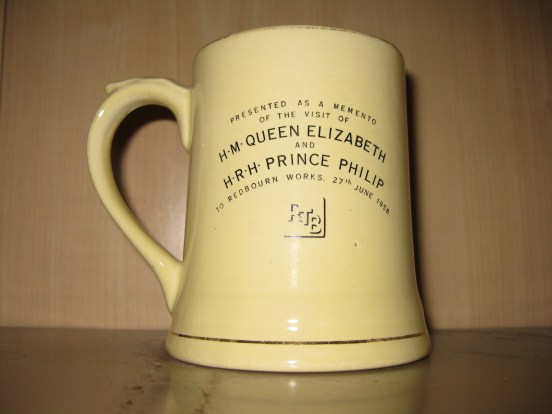 PRESENTED AS A MEMENTO
OF THE VISIT OF
H·M·QUEEN ELIZABETH
AND
H·R·H·PRINCE PHILIP
TO REDBOURN WORKS, 27th JUNE 1958
RTB